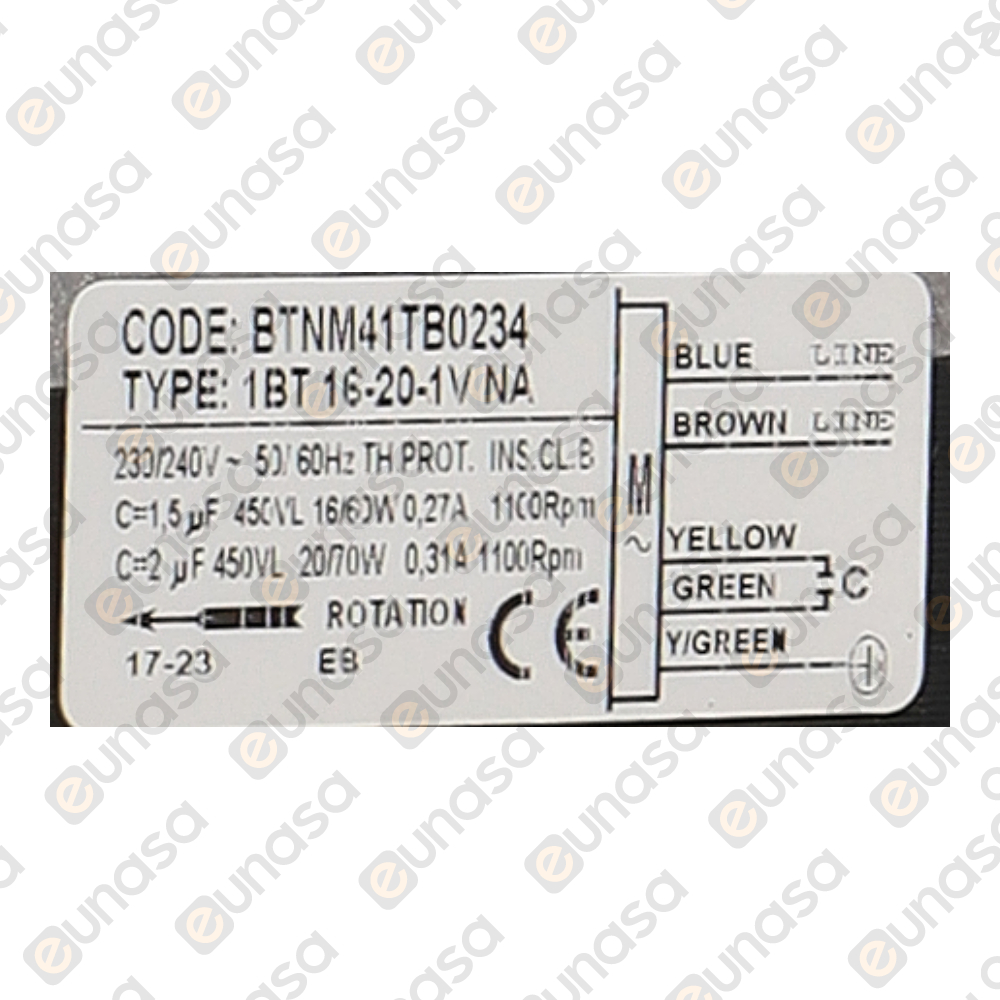 CODE: BTNM41TB0234
TYPE: 1BT 16-20-1V NA
230/240V ~ 50/ 60Hz TH.PROT. INS.CL.B
C=1,5 µF 450VL 16/60W 0,27A 1100Rpm
C=2 µF 450VL 20/70W 0,31A 1100Rpm
ROTATION CE
17-23 EB
M
~
BLUE LINE
BROWN LINE
YELLOW
GREEN C
Y/GREEN
eunasa